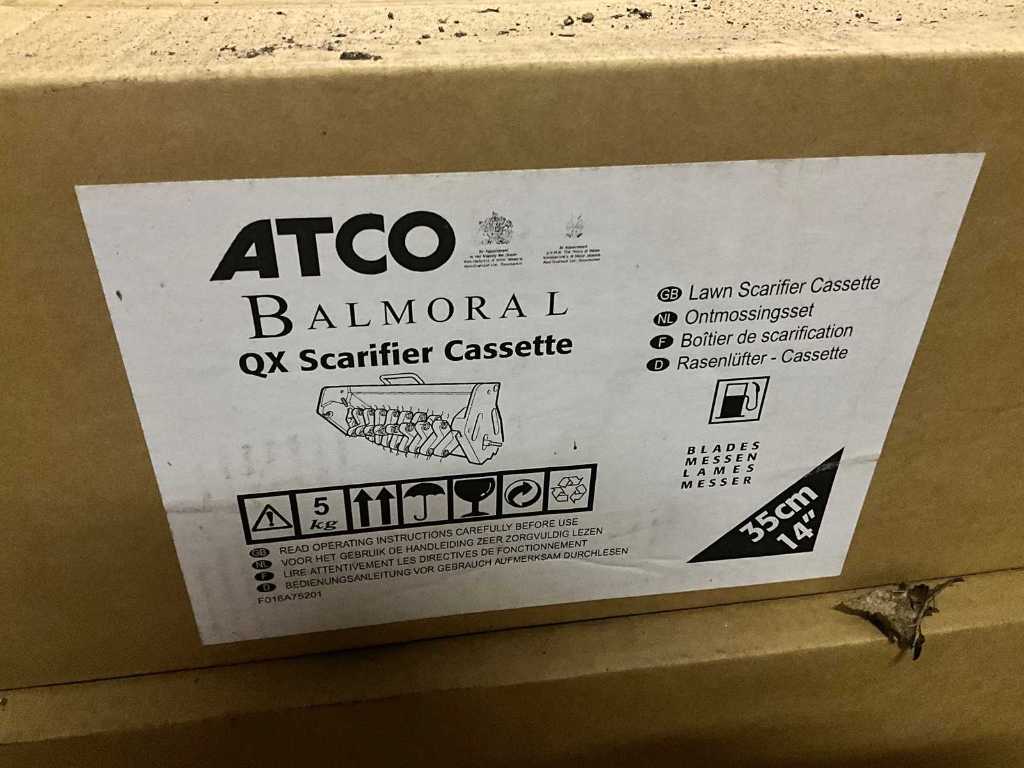 ATCO
By Appointment
BALMORAL
QX Scarifier Cassette
GB Lawn Scarifier Cassette
NL Ontmossingsset
F Boîtier de scarification
D Rasenlüfter - Cassette
BLADES
MESSEN
LAMES
MESSER
35cm
14"
5
kg
GB READ OPERATING INSTRUCTIONS CAREFULLY BEFORE USE
NL VOOR HET GEBRUIK DE HANDLEIDING ZEER ZORGVULDIG LEZEN
F LIRE ATTENTIVEMENT LES DIRECTIVES DE FONCTIONNEMENT
D BEDIENUNGSANLEITUNG VOR GEBRAUCH AUFMERKSAM DURCHLESEN
F016A75201